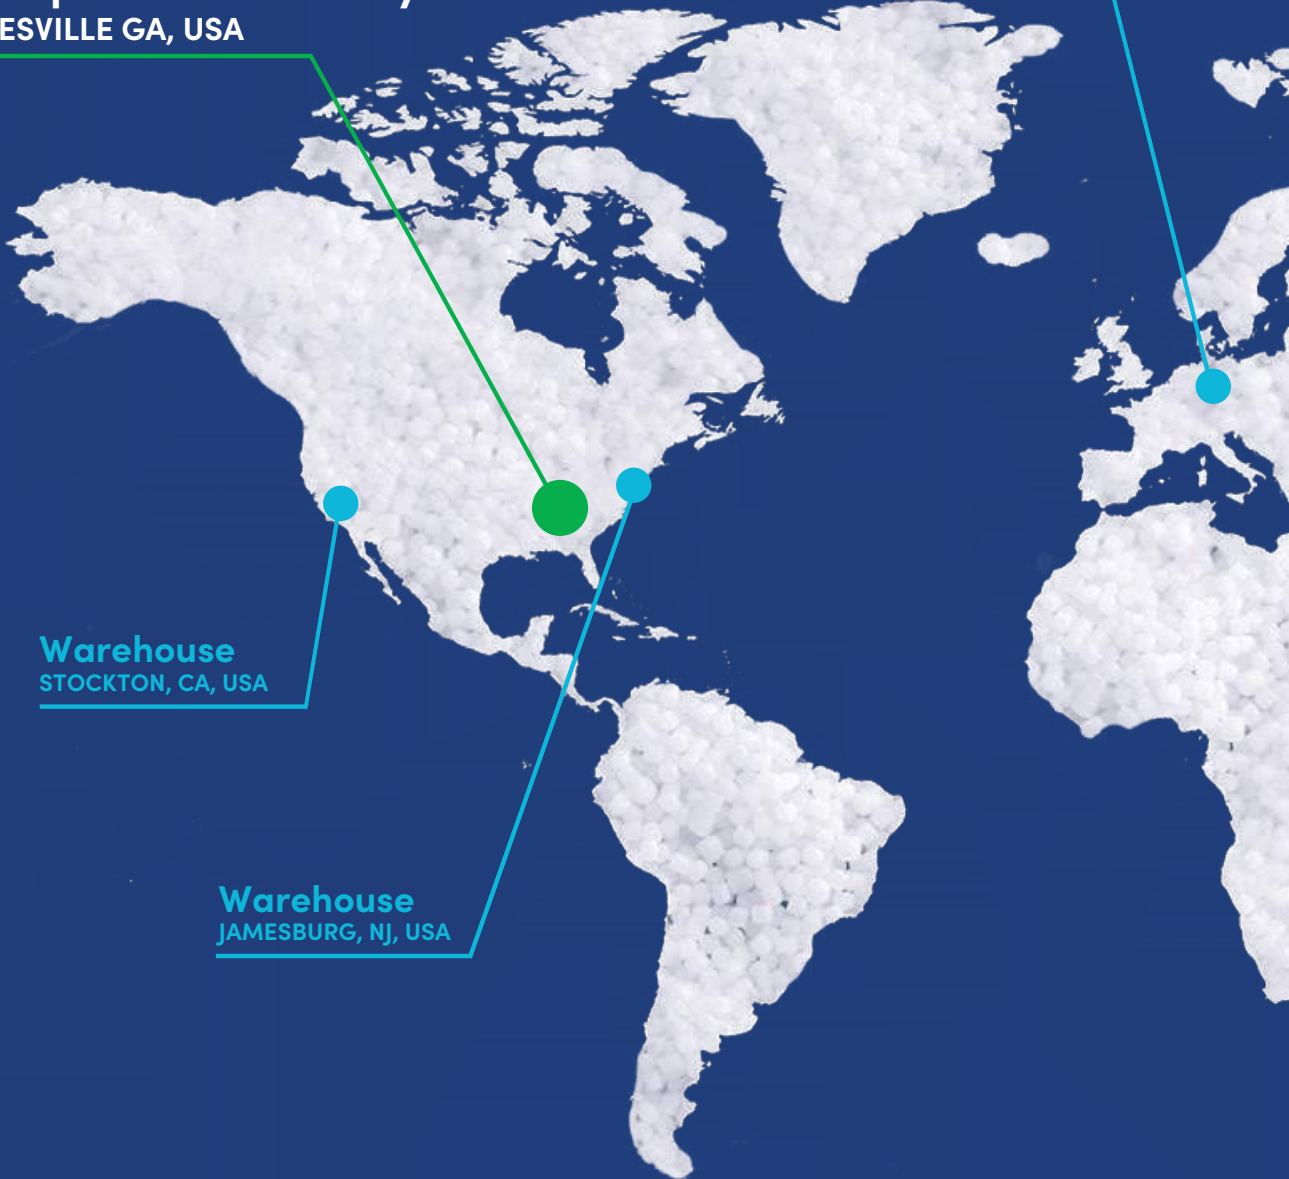 ESVILLE GA, USA
Warehouse
STOCKTON, CA, USA
Warehouse
JAMESBURG, NJ, USA